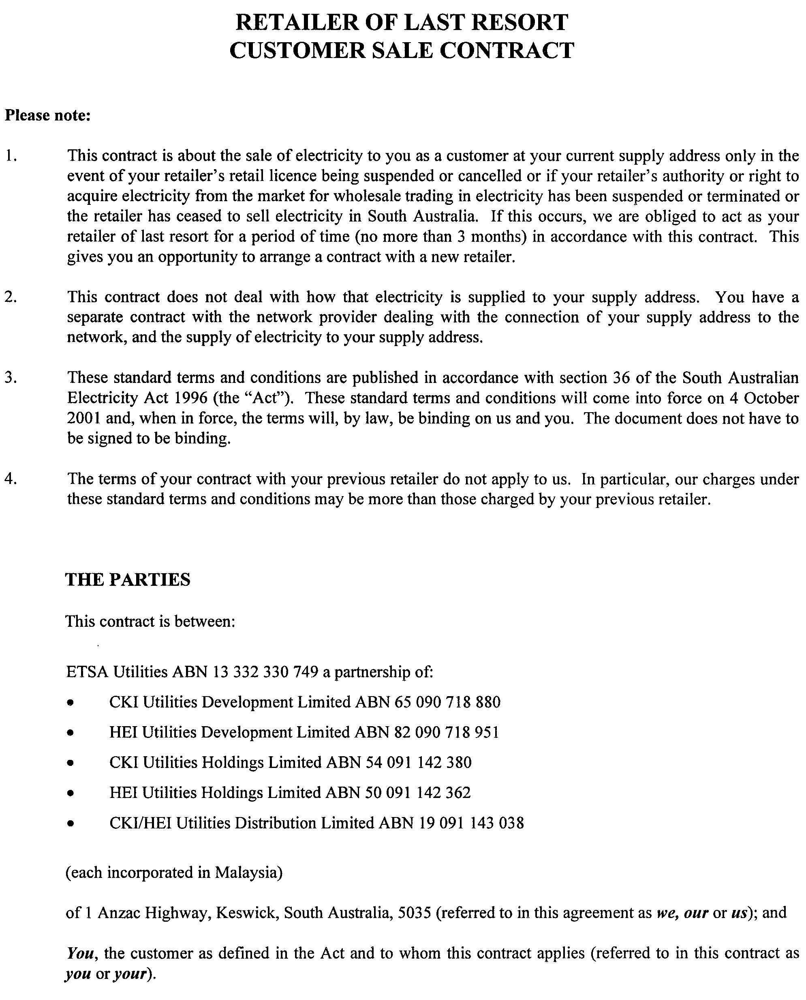 RETAILER OF LAST RESORT
CUSTOMER SALE CONTRACT
Please note:
1. This contract is about the sale of electricity to you as a customer at your current supply address only in the
event of your retailer's retail licence being suspended or cancelled or if your retailer's authority or right to
acquire electricity from the market for wholesale trading in electricity has been suspended or terminated or
the retailer has ceased to sell electricity in South Australia. If this occurs, we are obliged to act as your
retailer of last resort for a period of time (no more than 3 months) in accordance with this contract. This
gives you an opportunity to arrange a contract with a new retailer.
2. This contract does not deal with how that electricity is supplied to your supply address. You have a
separate contract with the network provider dealing with the connection of your supply address to the
network, and the supply of electricity to your supply address.
3. These standard terms and conditions are published in accordance with section 36 of the South Australian
Electricity Act 1996 (the “Act”). These standard terms and conditions will come into force on 4 October
2001 and, when in force, the terms will, by law, be binding on us and you. The document does not have to
be signed to be binding.
4. The terms of your contract with your previous retailer do not apply to us. In particular, our charges under
these standard terms and conditions may be more than those charged by your previous retailer.
THE PARTIES
This contract is between:
ETSA Utilities ABN 13 332 330 749 a partnership of:
• CKI Utilities Development Limited ABN 65 090 718 880
• HEI Utilities Development Limited ABN 82 090 718 951
• CKI Utilities Holdings Limited ABN 54 091 142 380
• HEI Utilities Holdings Limited ABN 50 091 142 362
• CKI/HEI Utilities Distribution Limited ABN 19 091 143 038
(each incorporated in Malaysia)
of 1 Anzac Highway, Keswick, South Australia, 5035 (referred to in this agreement as we, our or us); and
You, the customer as defined in the Act and to whom this contract applies (referred to in this contract as
you or your).